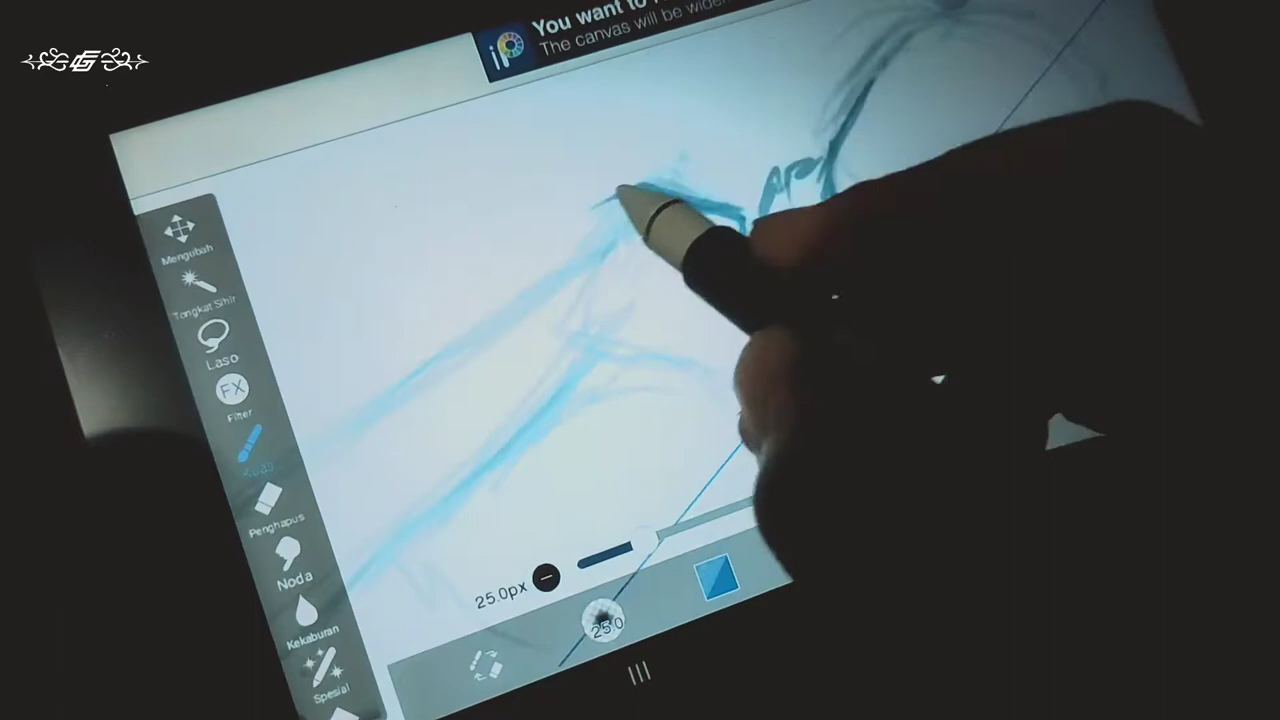 You want to
The canvas will be wide
Mengubah
Tongkat Sihir
Laso
FX
Filter
Kuas
Penghapus
Noda
Kekaburan
Spesial
25.0px
25.0